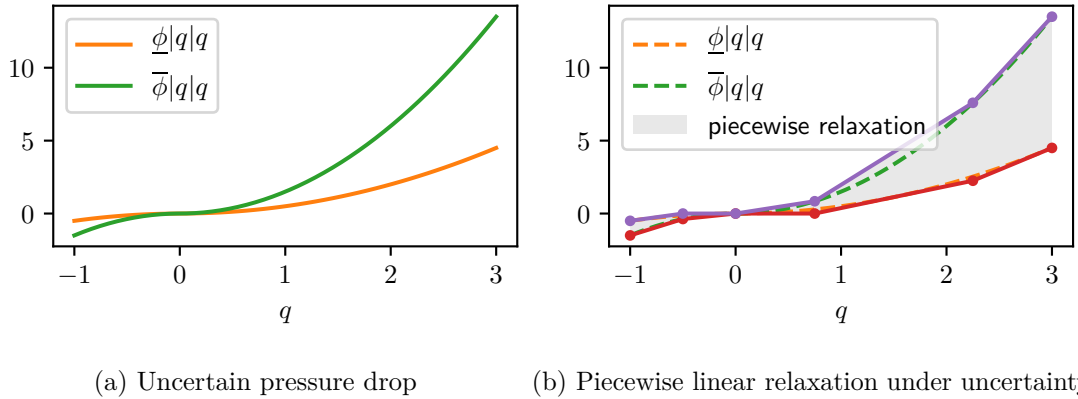 10
5
0
−1
0
1
2
3
q
ϕ|q|q
ϕ̅|q|q
(a) Uncertain pressure drop
10
5
0
−1
0
1
2
3
q
ϕ|q|q
ϕ̅|q|q
piecewise relaxation
(b) Piecewise linear relaxation under uncertainty